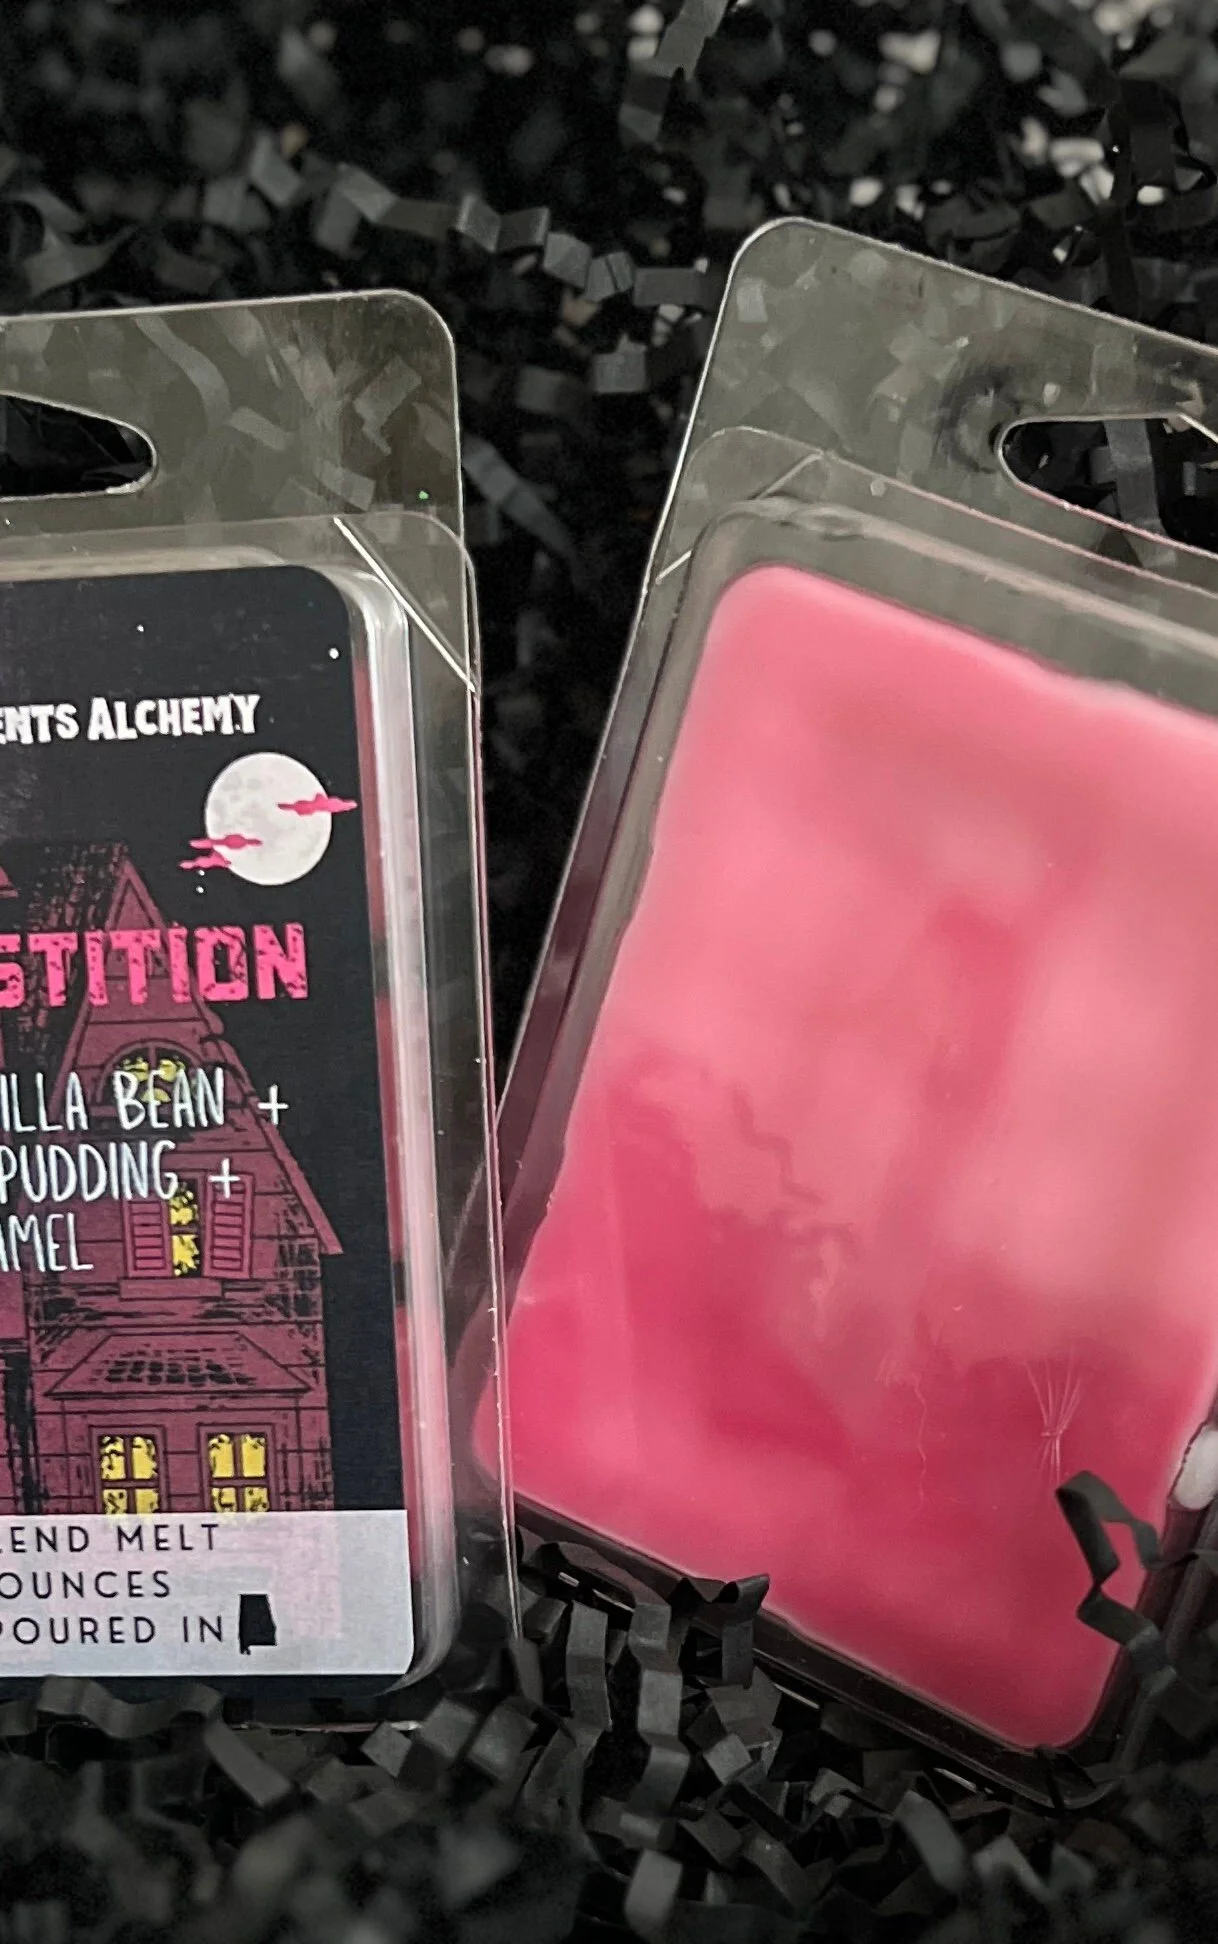 ENTS ALCHEMY
STITION
ILLA BEAN +
PUDDING +
AMEL
LEND MELT
OUNCES
POURED IN